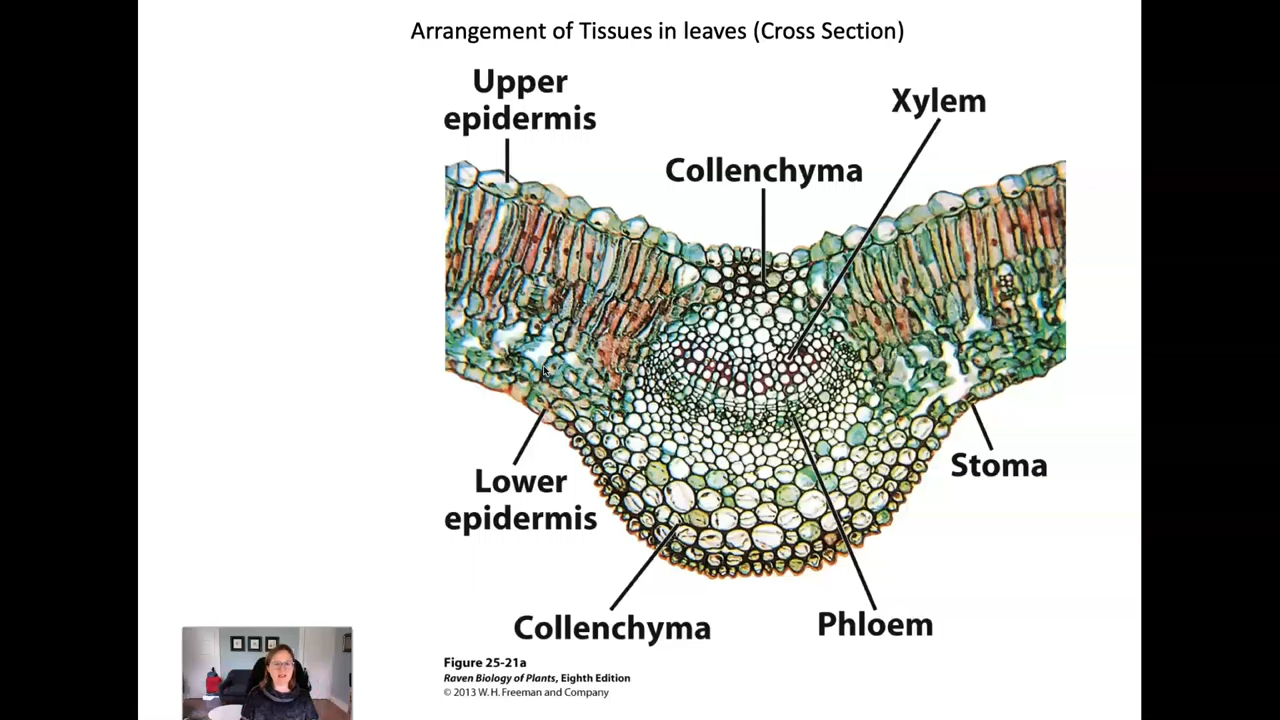 Arrangement of Tissues in leaves (Cross Section)
Upper
epidermis
Xylem
Collenchyma
Lower
epidermis
Stoma
Collenchyma
Phloem
Figure 25-21a
Raven Biology of Plants, Eighth Edition
© 2013 W. H. Freeman and Company